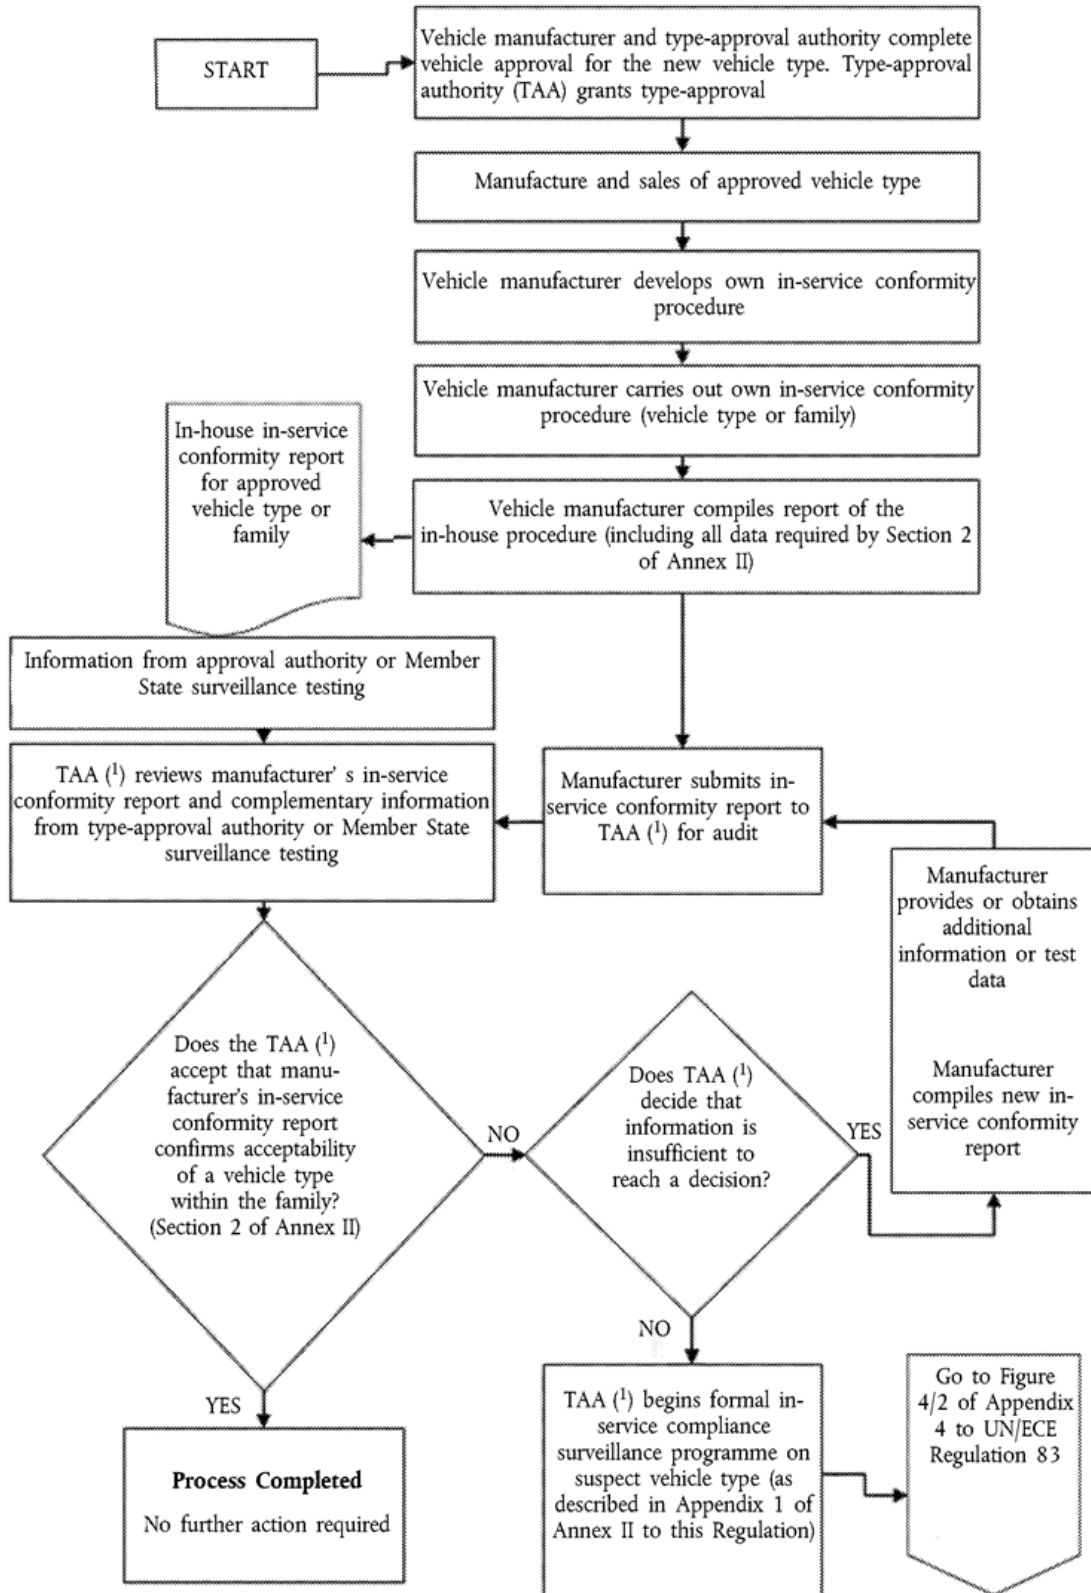 START
Vehicle manufacturer and type-approval authority complete
vehicle approval for the new vehicle type. Type-approval
authority (TAA) grants type-approval
Manufacture and sales of approved vehicle type
Vehicle manufacturer develops own in-service conformity
procedure
Vehicle manufacturer carries out own in-service conformity
procedure (vehicle type or family)
In-house in-service
conformity report
for approved
vehicle type or
family
Vehicle manufacturer compiles report of the
in-house procedure (including all data required by Section 2
of Annex II)
Information from approval authority or Member
State surveillance testing
TAA (¹) reviews manufacturer' s in-service
conformity report and complementary information
from type-approval authority or Member State
surveillance testing
Manufacturer submits in-
service conformity report to
TAA (¹) for audit
Manufacturer
provides or obtains
additional
information or test
data
Manufacturer
compiles new in-
service conformity
report
Does the TAA (¹)
accept that manu-
facturer's in-service
conformity report
confirms acceptability
of a vehicle type
within the family?
(Section 2 of Annex II)
NO
Does TAA (¹)
decide that
information is
insufficient to
reach a decision?
YES
NO
YES
Process Completed
No further action required
TAA (¹) begins formal in-
service compliance
surveillance programme on
suspect vehicle type (as
described in Appendix 1 of
Annex II to this Regulation)
Go to Figure
4/2 of Appendix
4 to UN/ECE
Regulation 83